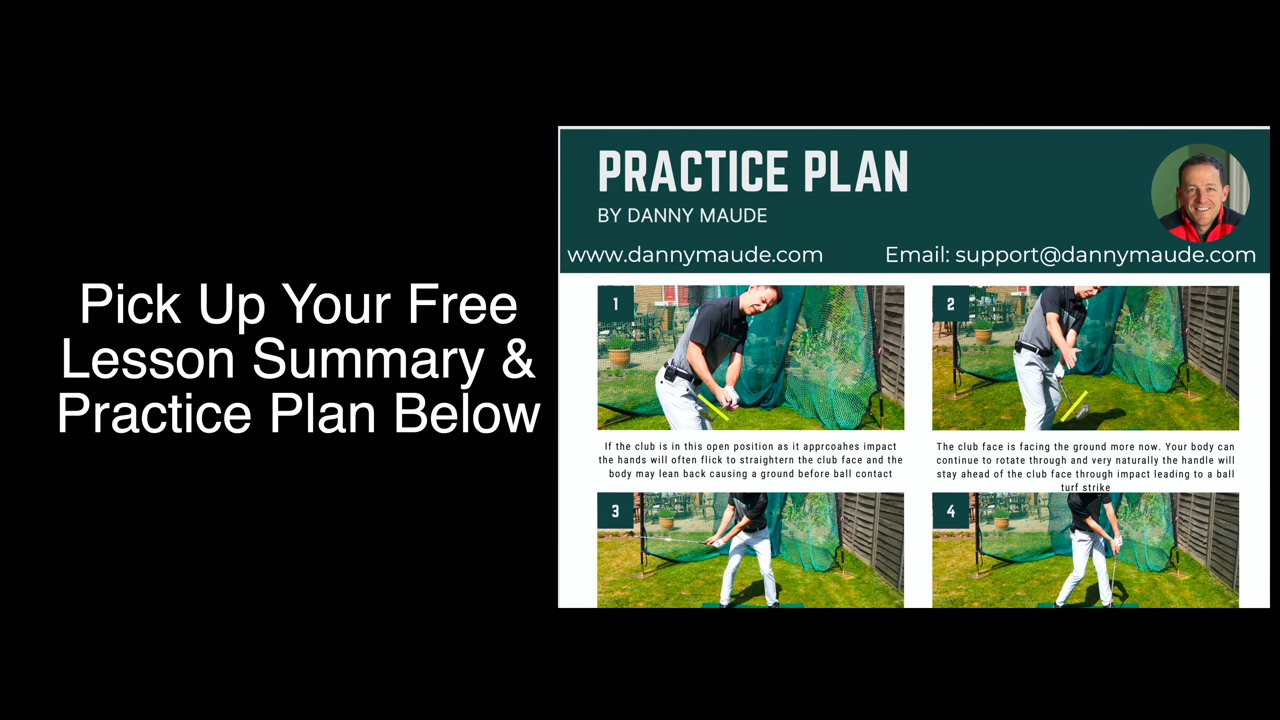 Pick Up Your Free
Lesson Summary &
Practice Plan Below
PRACTICE PLAN
BY DANNY MAUDE
www.dannymaude.com
Email: support@dannymaude.com
1
If the club is in this open position as it apprcoahes impact
the hands will often flick to straightern the club face and the
body may lean back causing a ground before ball contact
2
The club face is facing the ground more now. Your body can
continue to rotate through and very naturally the handle will
stay ahead of the club face through impact leading to a ball
turf strike
3
4